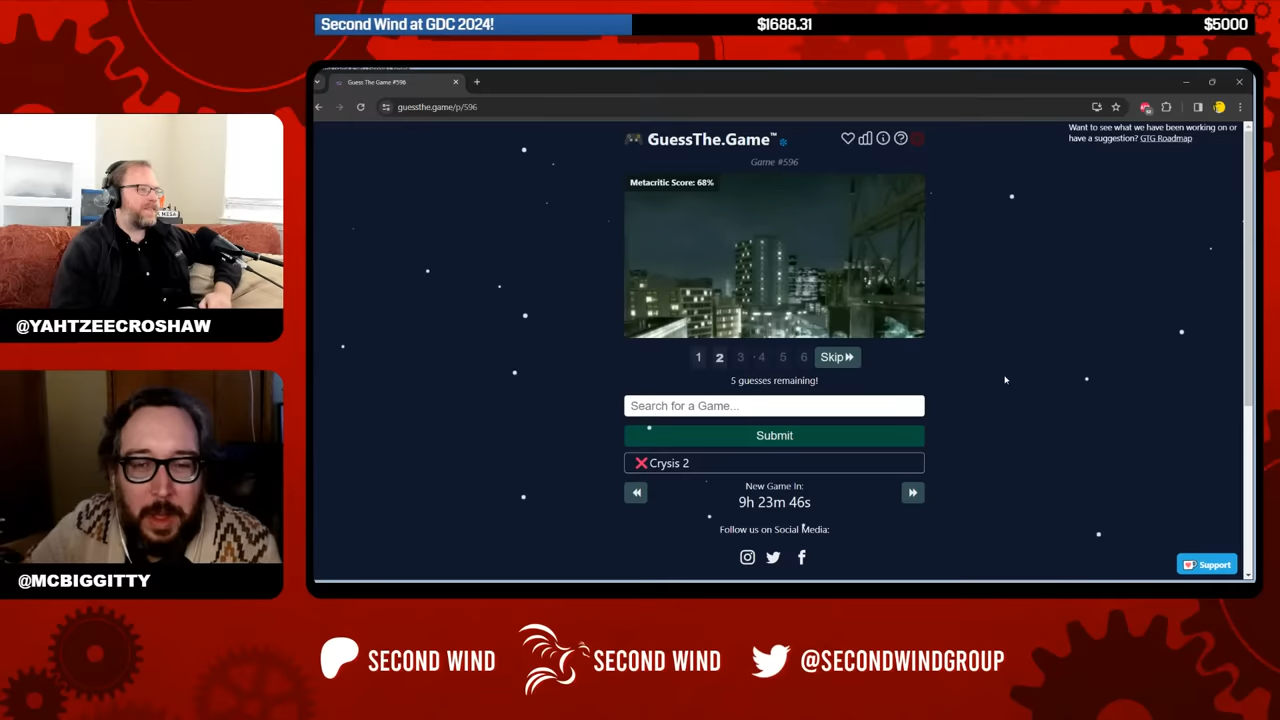 Second Wind at GDC 2024!
$1688.31
$5000
Guess The Game #596
guessthe.game/p/596
Want to see what we have been working on or
have a suggestion? GTG Roadmap
GuessThe.Game™
Game #596
Metacritic Score: 68%
1 2 3 4 5 6 Skip
5 guesses remaining!
Search for a Game...
Submit
❌ Crysis 2
New Game In:
9h 23m 46s
Follow us on Social Media:
Support
@YAHTZEECROSHAW
@MCBIGGITTY
SECOND WIND
SECOND WIND
@SECONDWINDGROUP